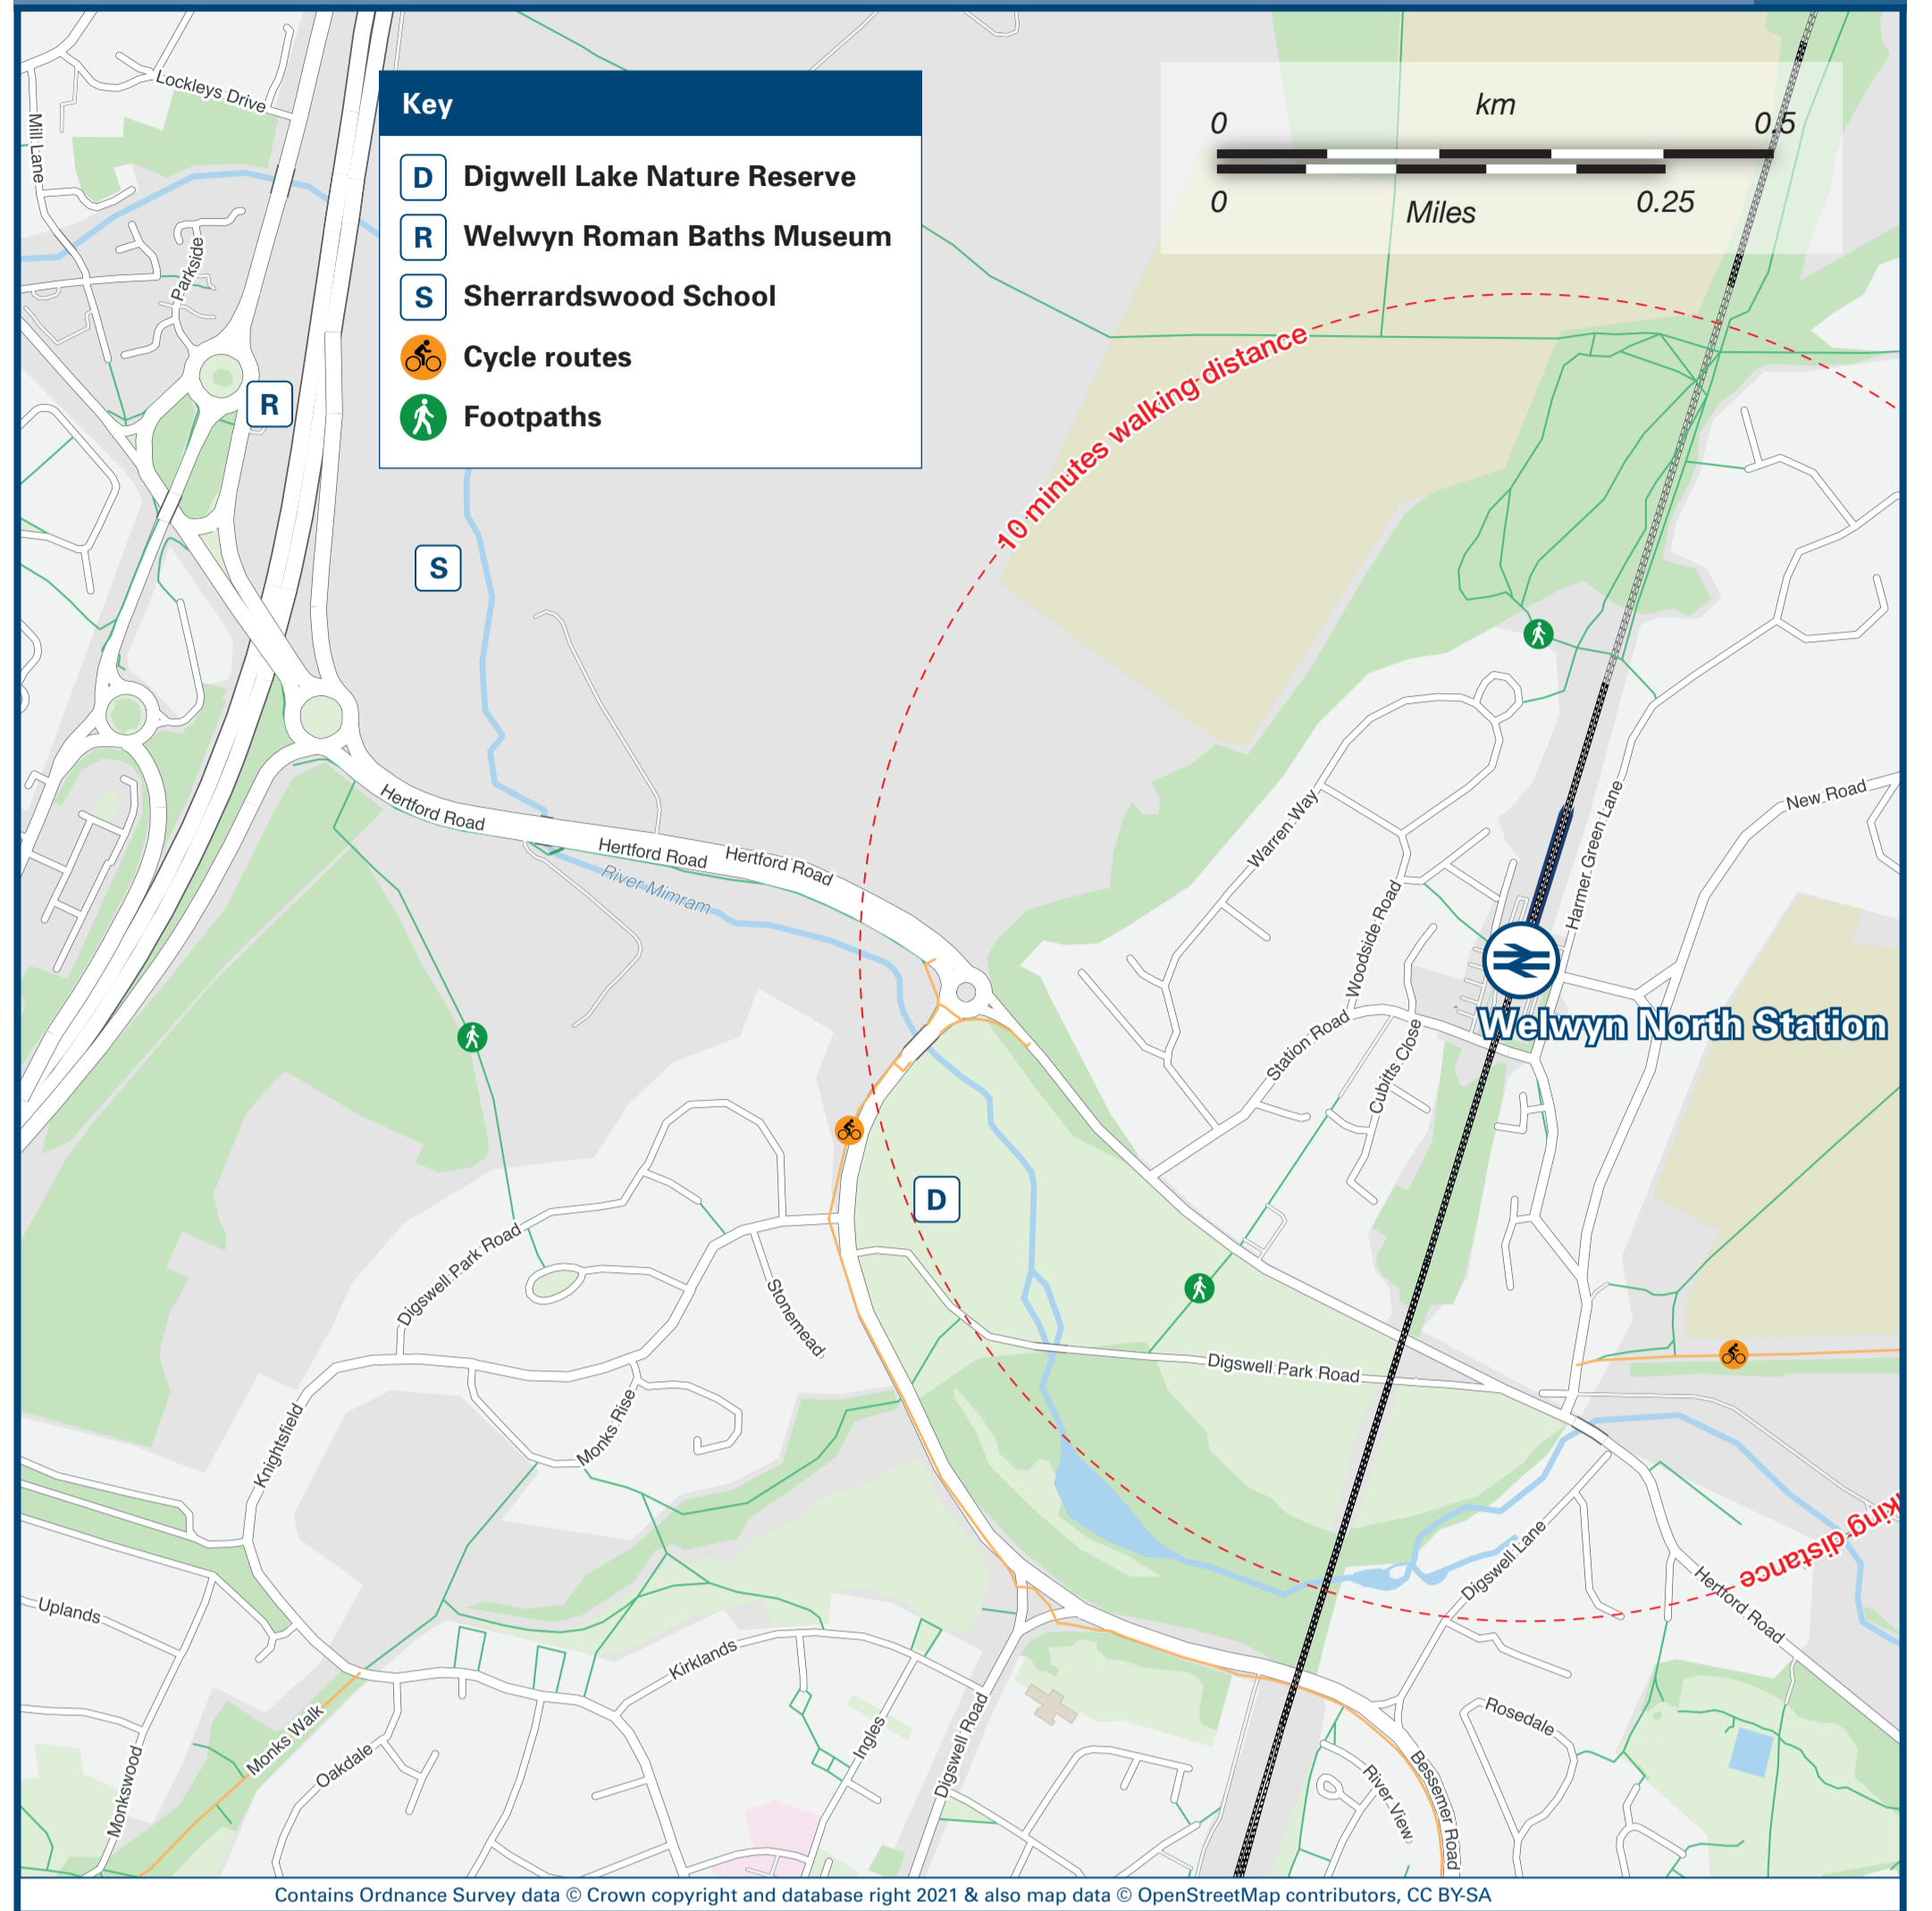 Key
D Digwell Lake Nature Reserve
R Welwyn Roman Baths Museum
S Sherrardswood School
Cycle routes
Footpaths
km
0 0.5
0 0.25
Miles
Lockleys Drive
Mill Lane
Parkside
R
10 minutes walking distance
S
Hertford Road
Hertford Road
Hertford Road
River Mimram
Warren Way
Woodside Road
Harmer Green Lane
New Road
Welwyn North Station
Station Road
Cubitts Close
D
Digswell Park Road
Stonemead
Digswell Park Road
Monks Rise
Knightsfield
Digswell Lane
king distance
Hertford Road
Uplands
Kirklands
Monks Walk
Oakdale
Monkswood
Ingles
Digswell Road
Rosedale
River View
Bessemer Road
Contains Ordnance Survey data © Crown copyright and database right 2021 & also map data © OpenStreetMap contributors, CC BY-SA